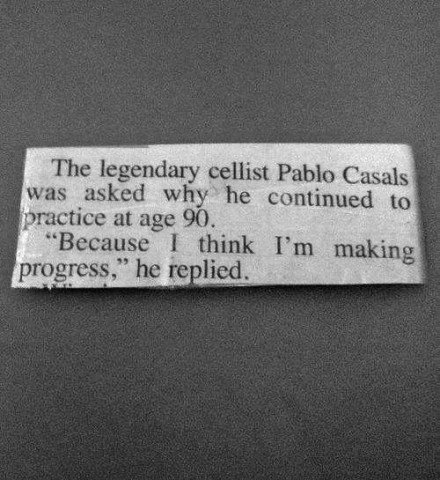 The legendary cellist Pablo Casals
was asked why he continued to
practice at age 90.
“Because I think I’m making
progress,” he replied.